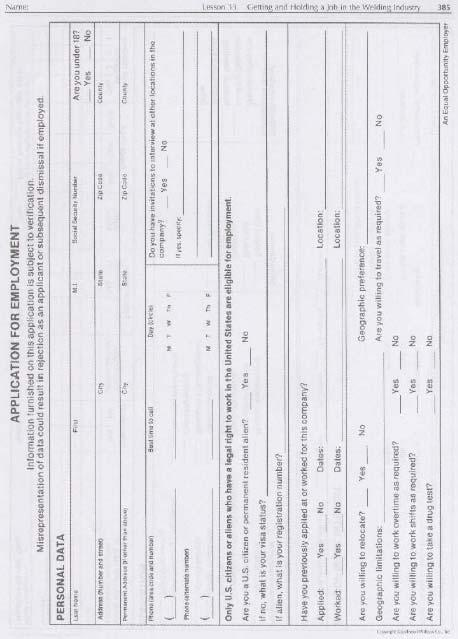 Name:
Lesson 33 Getting and Holding a Job in the Welding Industry 385
APPLICATION FOR EMPLOYMENT
Information furnished on this application is subject to verification.
Misrepresentation of data could result in rejection as an applicant or subsequent dismissal if employed.
PERSONAL DATA
Last Name First M.I. Social Security Number Are you under 18?
Yes No
Address (Number and street) City State Zip Code County
Permanent Address (if other than above) City State Zip Code County
Phone (area code and number) Best time to call Day (circle) Do you have invitations to interview at other locations in the
company?
( ) M T W Th F Yes No
Phone (alternate number) If yes, specify:
( ) M T W Th F
Only U.S. citizens or aliens who have a legal right to work in the United States are eligible for employment.
Are you a U.S. citizen or permanent resident alien? Yes No
If no, what is your visa status?
If alien, what is your registration number?
Have you previously applied at or worked for this company?
Applied: Yes No Dates: Location:
Worked: Yes No Dates: Location:
Are you willing to relocate? Yes No Geographic preference:
Geographic limitations: Are you willing to travel as required? Yes No
Are you willing to work overtime as required? Yes No
Are you willing to work shifts as required? Yes No
Are you willing to take a drug test? Yes No
An Equal Opportunity Employer
Copyright Goodheart-Willcox Co., Inc.